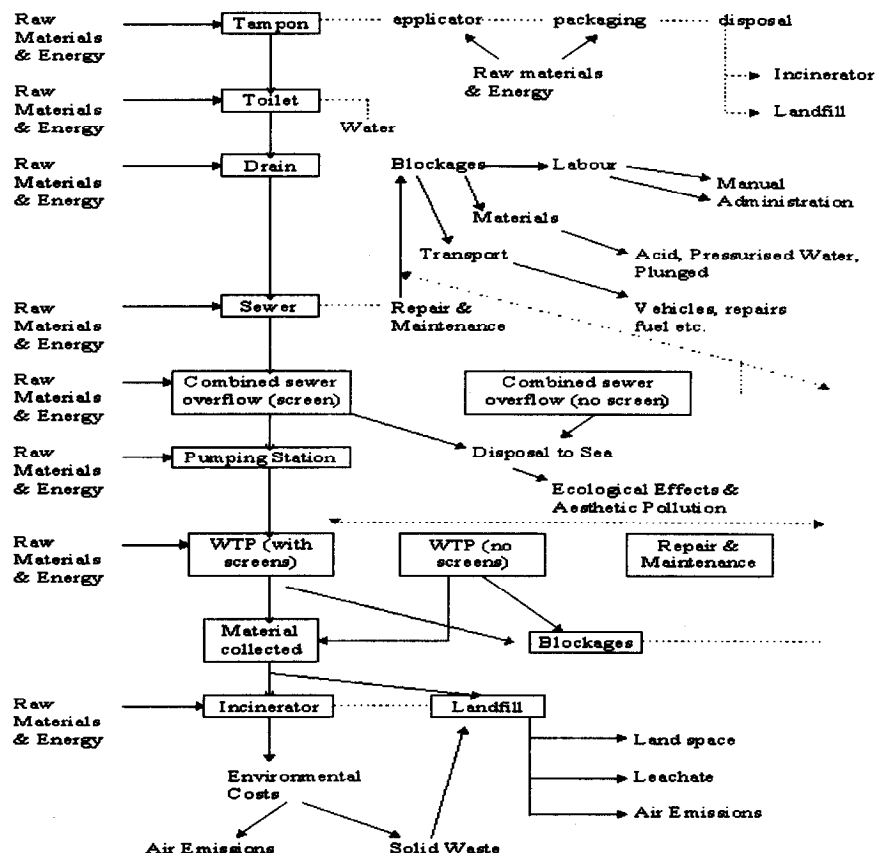 Raw
Materials
& Energy
Tampon
applicator
packaging
disposal
Raw materials
& Energy
Incinerator
Landfill
Raw
Materials
& Energy
Toilet
Water
Raw
Materials
& Energy
Drain
Blockages
Labour
Manual
Administration
Materials
Transport
Acid, Pressurised Water,
Plunged
Raw
Materials
& Energy
Sewer
Repair &
Maintenance
Vehicles, repairs
fuel etc.
Raw
Materials
& Energy
Combined sewer
overflow (screen)
Combined sewer
overflow (no screen)
Raw
Materials
& Energy
Pumping Station
Disposal to Sea
Ecological Effects &
Aesthetic Pollution
Raw
Materials
& Energy
WTP (with
screens)
WTP (no
screens)
Repair &
Maintenance
Material
collected
Blockages
Raw
Materials
& Energy
Incinerator
Landfill
Land space
Leachate
Air Emissions
Environmental
Costs
Air Emissions
Solid Waste